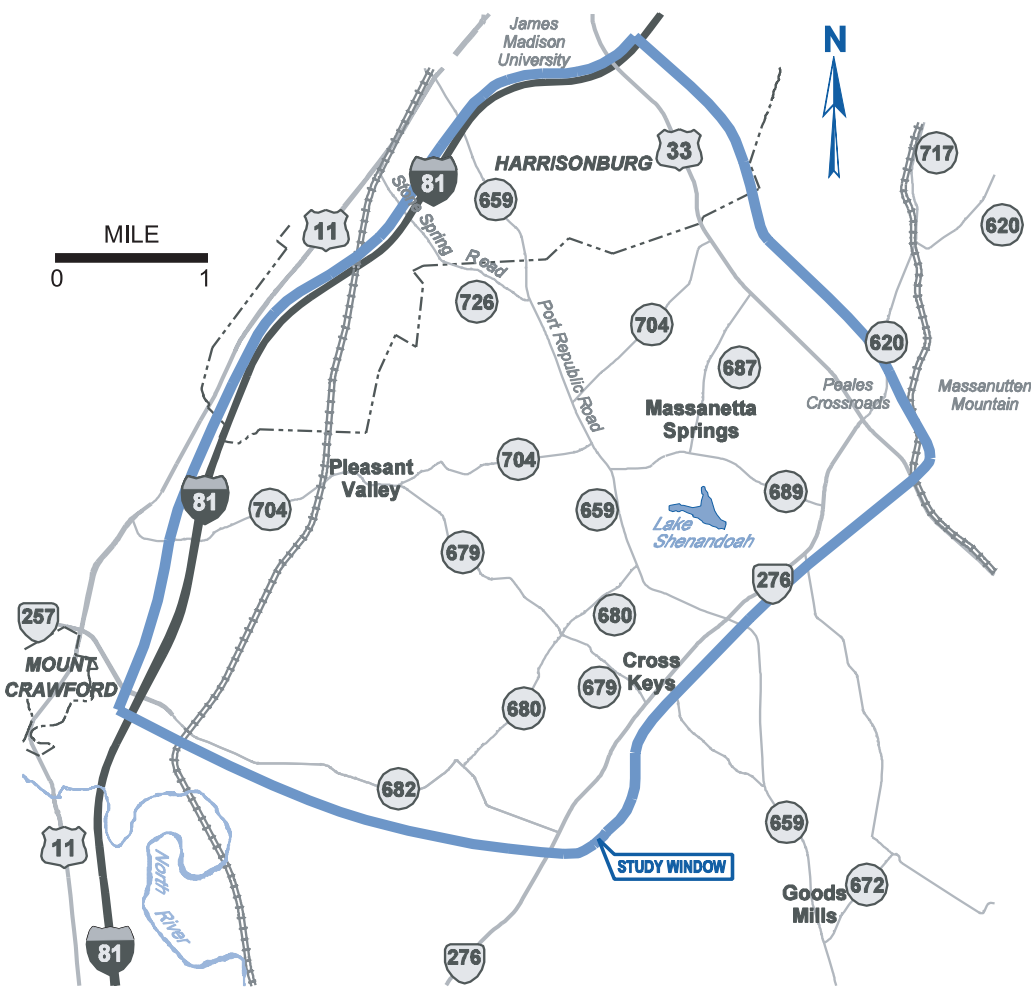 James
Madison
University
N
33
717
HARRISONBURG
81
Stone Spring Road
659
620
11
MILE
0 1
726
Port Republic Road
704
620
687
Peales
Crossroads
Massanutten
Mountain
Massanetta
Springs
704
Pleasant
Valley
81
704
659
689
Lake
Shenandoah
679
276
257
680
MOUNT
CRAWFORD
Cross
Keys
679
680
682
659
11
STUDY WINDOW
North River
672
Goods
Mills
81
276